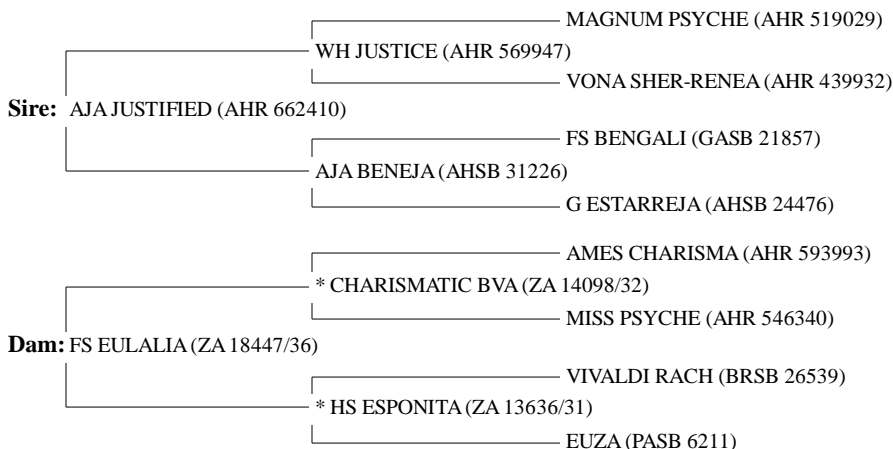 MAGNUM PSYCHE (AHR 519029)
WH JUSTICE (AHR 569947)
VONA SHER-RENEA (AHR 439932)
Sire: AJA JUSTIFIED (AHR 662410)
FS BENGALI (GASB 21857)
AJA BENEJA (AHSB 31226)
G ESTARREJA (AHSB 24476)
AMES CHARISMA (AHR 593993)
* CHARISMATIC BVA (ZA 14098/32)
MISS PSYCHE (AHR 546340)
Dam: FS EULALIA (ZA 18447/36)
VIVALDI RACH (BRSB 26539)
* HS ESPONITA (ZA 13636/31)
EUZA (PASB 6211)